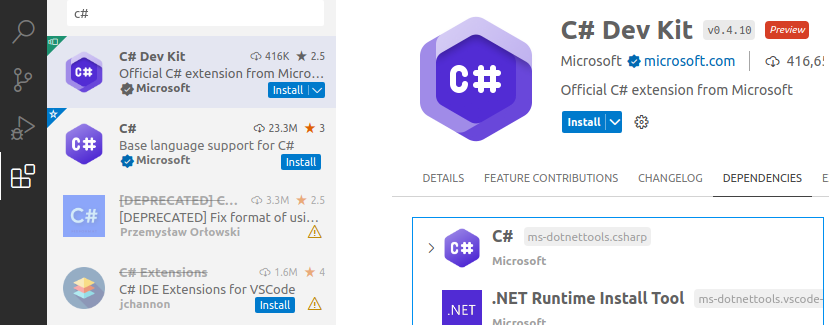 c#
C# Dev Kit 416K ★ 2.5
Official C# extension from Micro...
Microsoft Install
C# 23.3M ★ 3
Base language support for C#
Microsoft Install
[DEPRECATED] C... 3.3M ★ 2.5
[DEPRECATED] Fix format of usi...
Przemysław Orłowski
C# Extensions 1.6M ★ 4
C# IDE Extensions for VSCode
jchannon Install
C# Dev Kit v0.4.10 Preview
Microsoft microsoft.com 416,65
Official C# extension from Microsoft
Install
DETAILS FEATURE CONTRIBUTIONS CHANGELOG DEPENDENCIES E
C# ms-dotnettools.csharp
Microsoft
.NET .NET Runtime Install Tool ms-dotnettools.vscode-